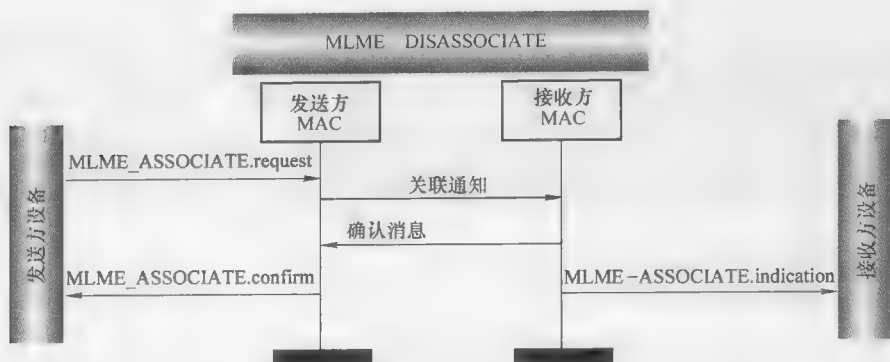 MLME DISASSOCIATE
发送方
MAC
接收方
MAC
MLME_ASSOCIATE.request
关联通知
确认消息
MLME_ASSOCIATE.confirm
MLME-ASSOCIATE.indication
发送方设备
接收方设备